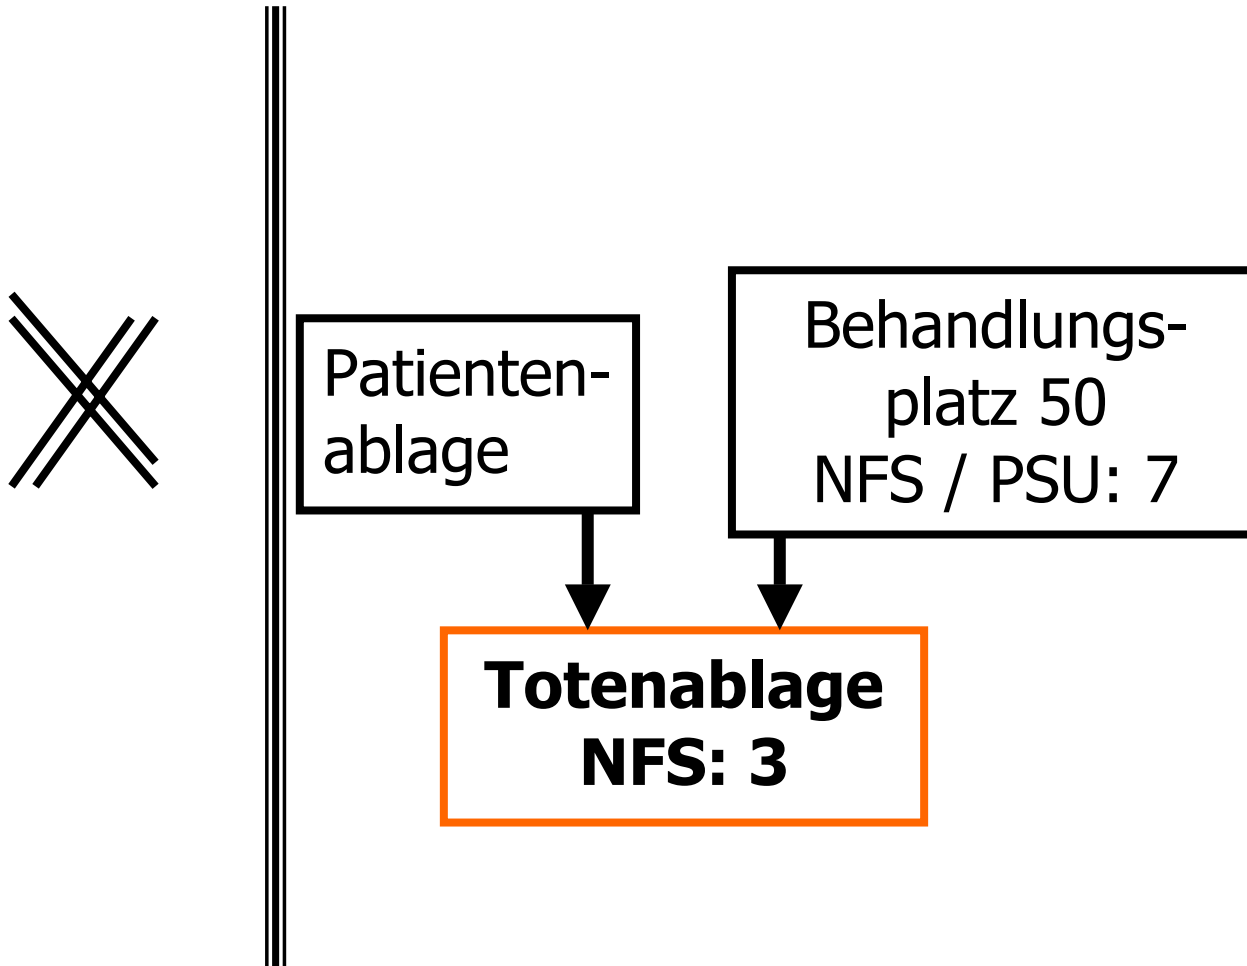 Patienten-
ablage
Behandlungs-
platz 50
NFS / PSU: 7
Totenablage
NFS: 3